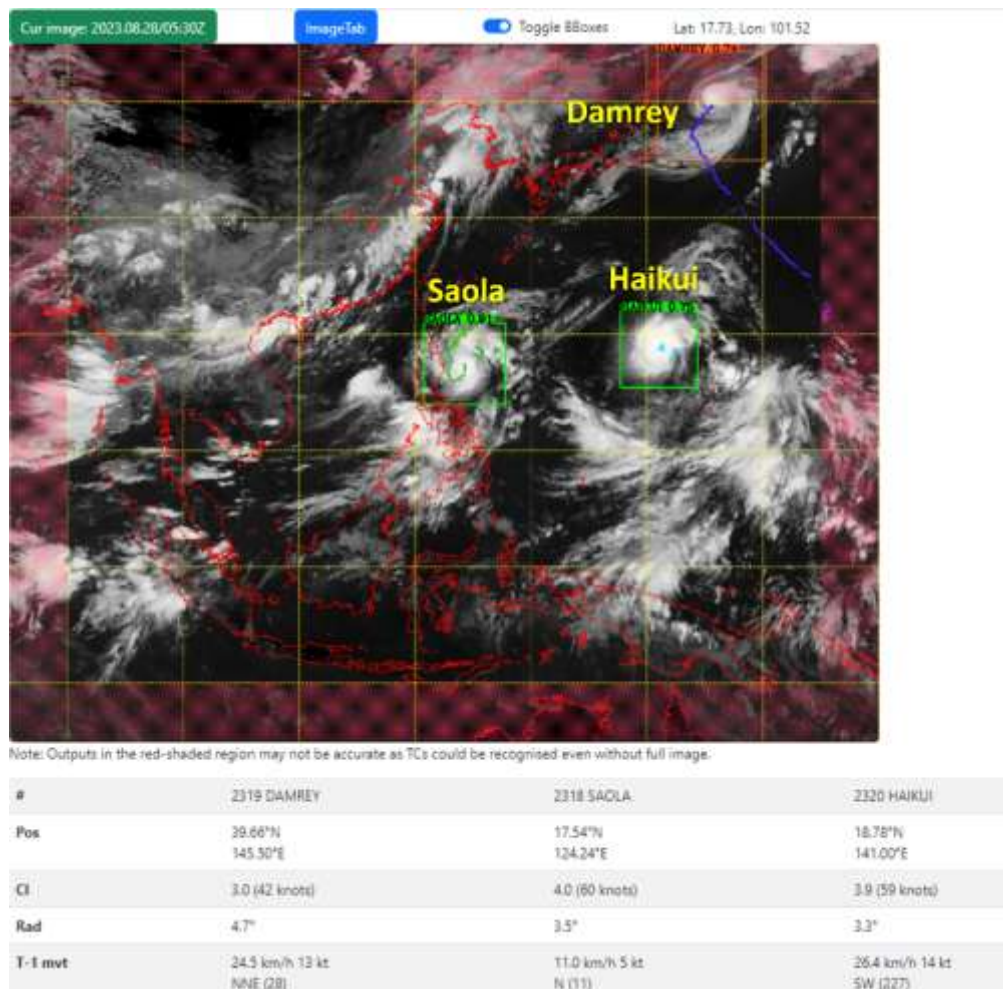 Cur image: 2023.08.28/05:30Z ImageTab Toggle BBoxes Lat: 17.73, Lon: 101.52
Damrey
Saola
Haikui
Note: Outputs in the red-shaded region may not be accurate as TCs could be recognised even without full image.
# 2319 DAMREY 2318 SAOLA 2320 HAIKUI
Pos 39.66°N 17.54°N 18.78°N
145.50°E 124.24°E 141.00°E
CI 3.0 (42 knots) 4.0 (60 knots) 3.9 (59 knots)
Rad 4.7° 3.5° 3.3°
T-1 mvt 24.5 km/h 13 kt 11.0 km/h 5 kt 26.4 km/h 14 kt
NNE (28) N (11) SW (227)